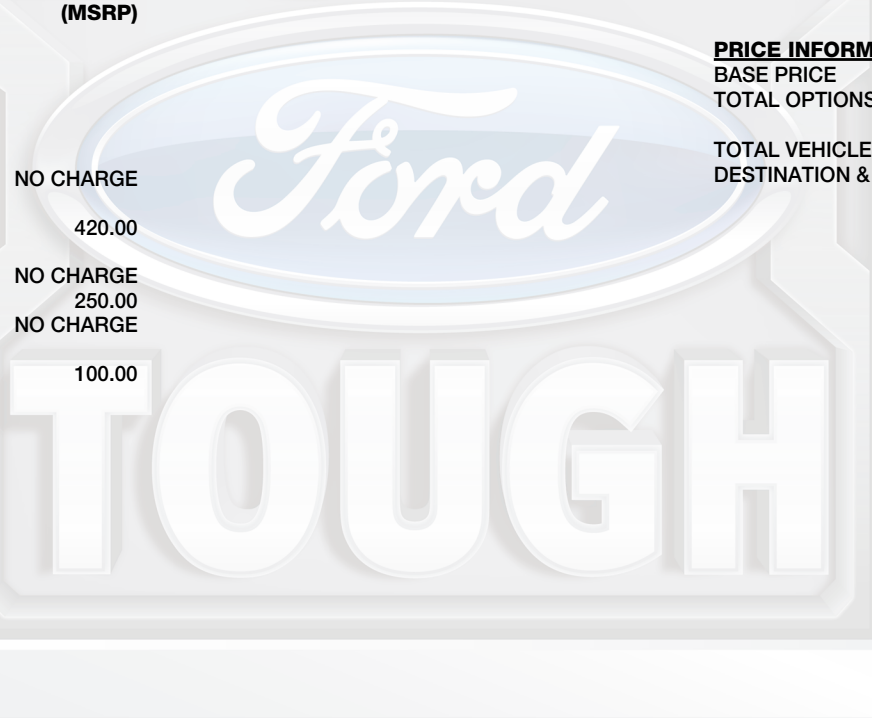 (MSRP)
NO CHARGE
420.00
NO CHARGE
250.00
NO CHARGE
100.00
PRICE INFORM
BASE PRICE
TOTAL OPTIONS
TOTAL VEHICLE
DESTINATION &
Ford
TOUGH